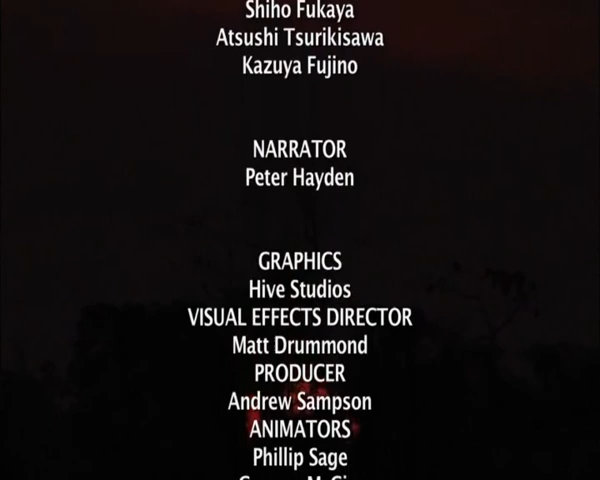 Shiho Fukaya
Atsushi Tsurikisawa
Kazuya Fujino
NARRATOR
Peter Hayden
GRAPHICS
Hive Studios
VISUAL EFFECTS DIRECTOR
Matt Drummond
PRODUCER
Andrew Sampson
ANIMATORS
Phillip Sage